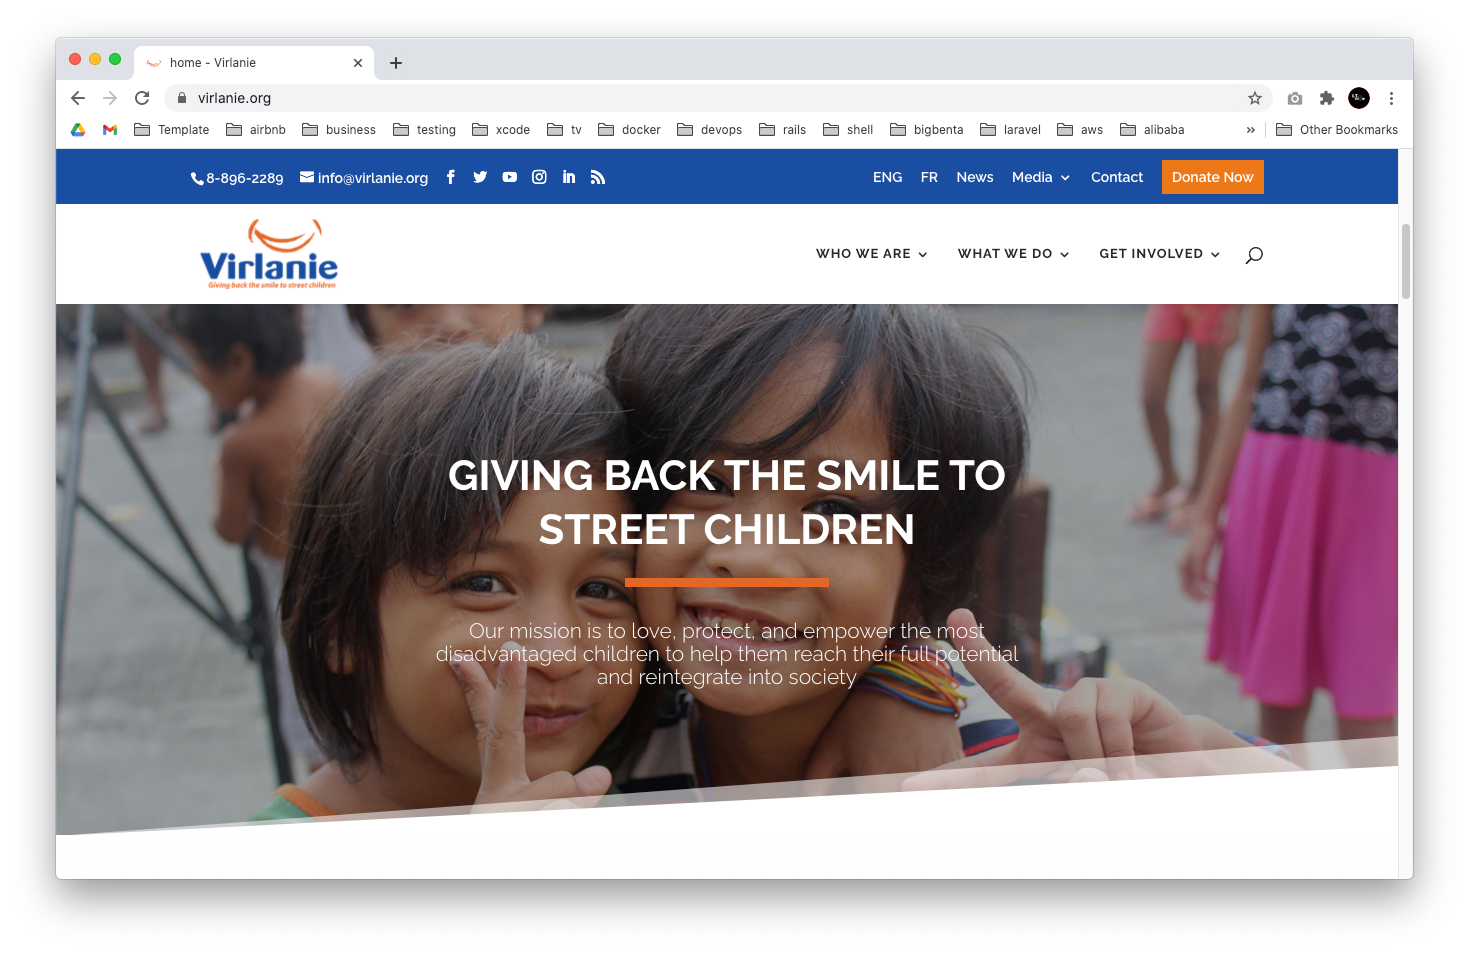 home - Virlanie
virlanie.org
Template airbnb business testing xcode tv docker devops rails shell bigbenta laravel aws alibaba » Other Bookmarks
8-896-2289 info@virlanie.org ENG FR News Media Contact Donate Now
Virlanie
Giving back the smile to street children
WHO WE ARE WHAT WE DO GET INVOLVED
GIVING BACK THE SMILE TO
STREET CHILDREN
Our mission is to love, protect, and empower the most
disadvantaged children to help them reach their full potential
and reintegrate into society